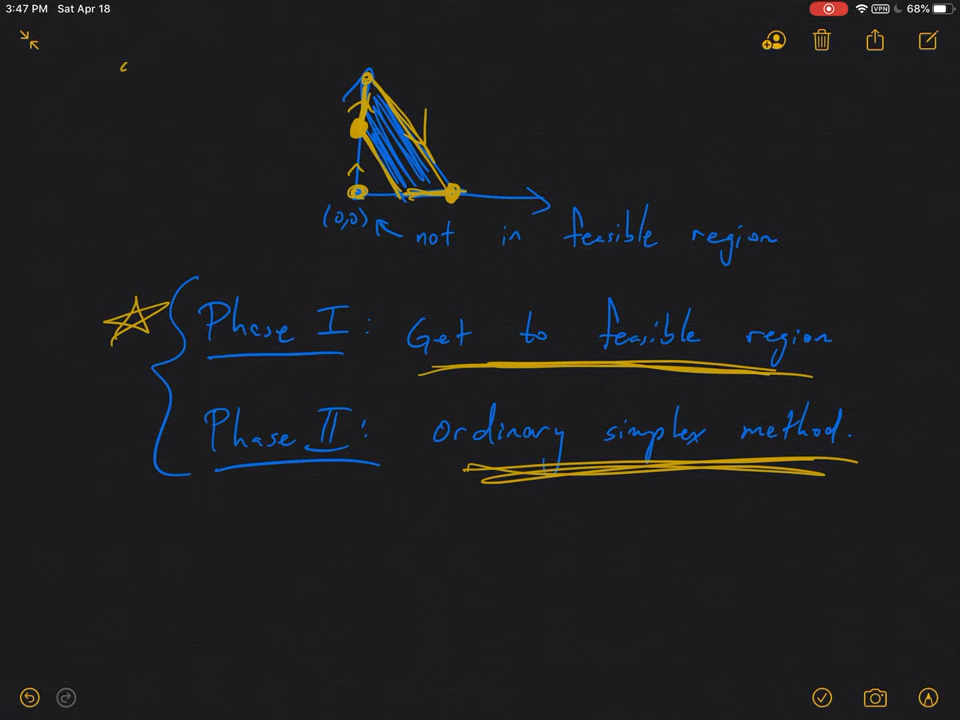 3:47 PM Sat Apr 18
VPN 68%
(0,0) not in feasible region
Phase I: Get to feasible region
Phase II: Ordinary simplex method.